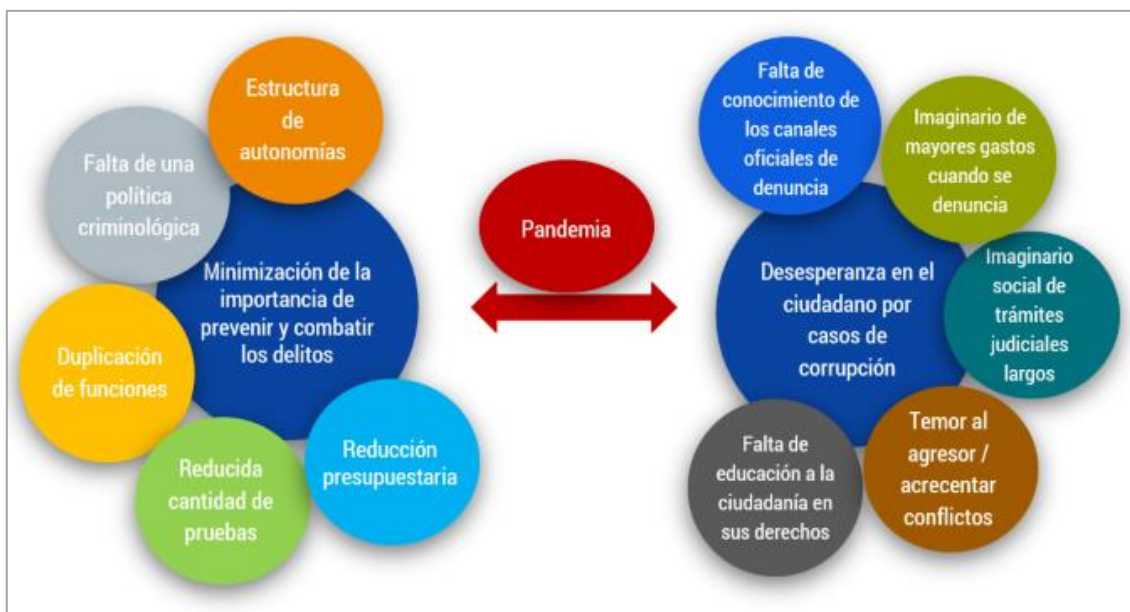 Estructura
de
autonomías
Falta de una
política
criminológica
Minimización de la
importancia de
prevenir y combatir
los delitos
Duplicación
de funciones
Reducida
cantidad de
pruebas
Reducción
presupuestaria
Pandemia
Falta de
conocimiento de
los canales
oficiales de
denuncia
Imaginario de
mayores gastos
cuando se
denuncia
Desesperanza en el
ciudadano por
casos de
corrupción
Imaginario
social de
trámites
judiciales
largos
Temor al
agresor /
acrecentar
conflictos
Falta de
educación a la
ciudadanía en
sus derechos